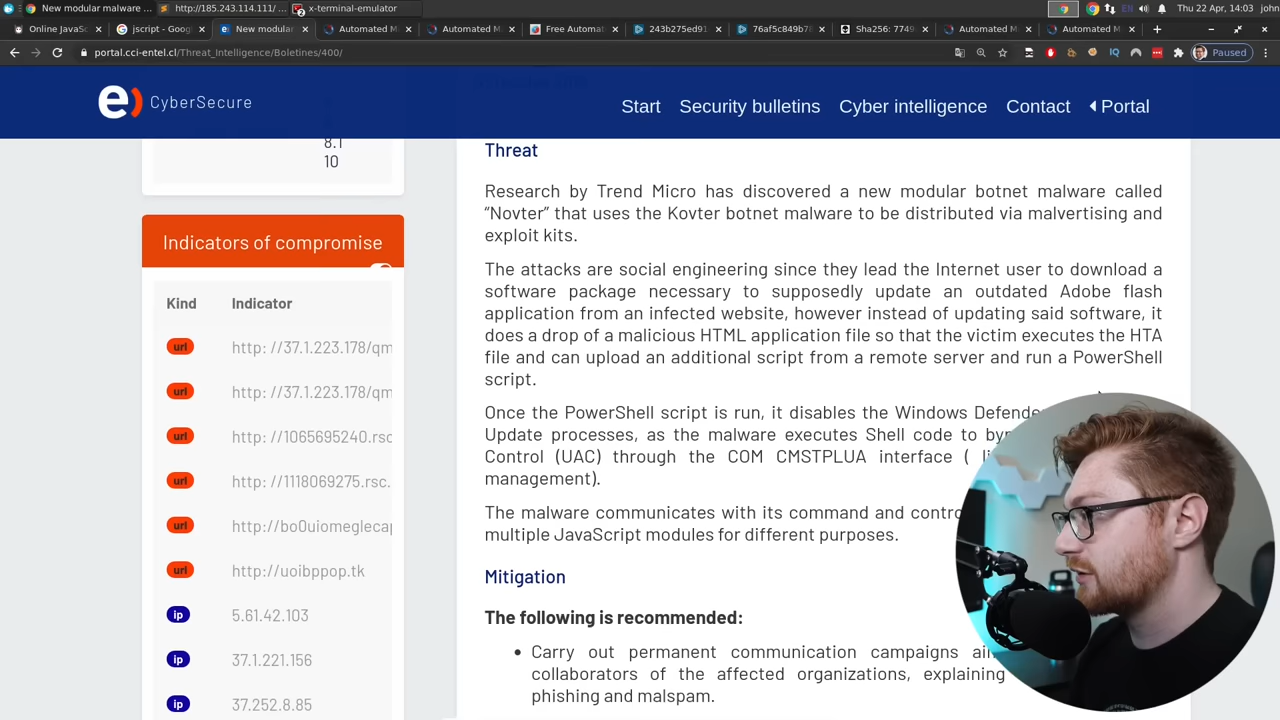 New modular malware ...
http://185.243.114.111/
x-terminal-emulator
Thu 22 Apr, 14:03
john
Online JavaS
jscript - Goog
New modular
Automated M
Automated M
Free Automat
243b275ed91
76af5c849b7
Sha256: 7749
Automated M
Automated M
portal.cci-entel.cl/Threat_Intelligence/Boletines/400/
Paused
e) CyberSecure
Start
Security bulletins
Cyber intelligence
Contact
Portal
8.1
10
Indicators of compromise
Kind Indicator
url http: //37.1.223.178/qm
url http: //37.1.223.178/qm
url http: //1065695240.rsc
url http: //1118069275.rsc.
url http://bo0uiomegleca
url http://uoibppop.tk
ip 5.61.42.103
ip 37.1.221.156
ip 37.252.8.85
Threat
Research by Trend Micro has discovered a new modular botnet malware called
“Novter” that uses the Kovter botnet malware to be distributed via malvertising and
exploit kits.
The attacks are social engineering since they lead the Internet user to download a
software package necessary to supposedly update an outdated Adobe flash
application from an infected website, however instead of updating said software, it
does a drop of a malicious HTML application file so that the victim executes the HTA
file and can upload an additional script from a remote server and run a PowerShell
script.
Once the PowerShell script is run, it disables the Windows Defende
Update processes, as the malware executes Shell code to by
Control (UAC) through the COM CMSTPLUA interface ( li
management).
The malware communicates with its command and contro
multiple JavaScript modules for different purposes.
Mitigation
The following is recommended:
• Carry out permanent communication campaigns ai
collaborators of the affected organizations, explaining
phishing and malspam.